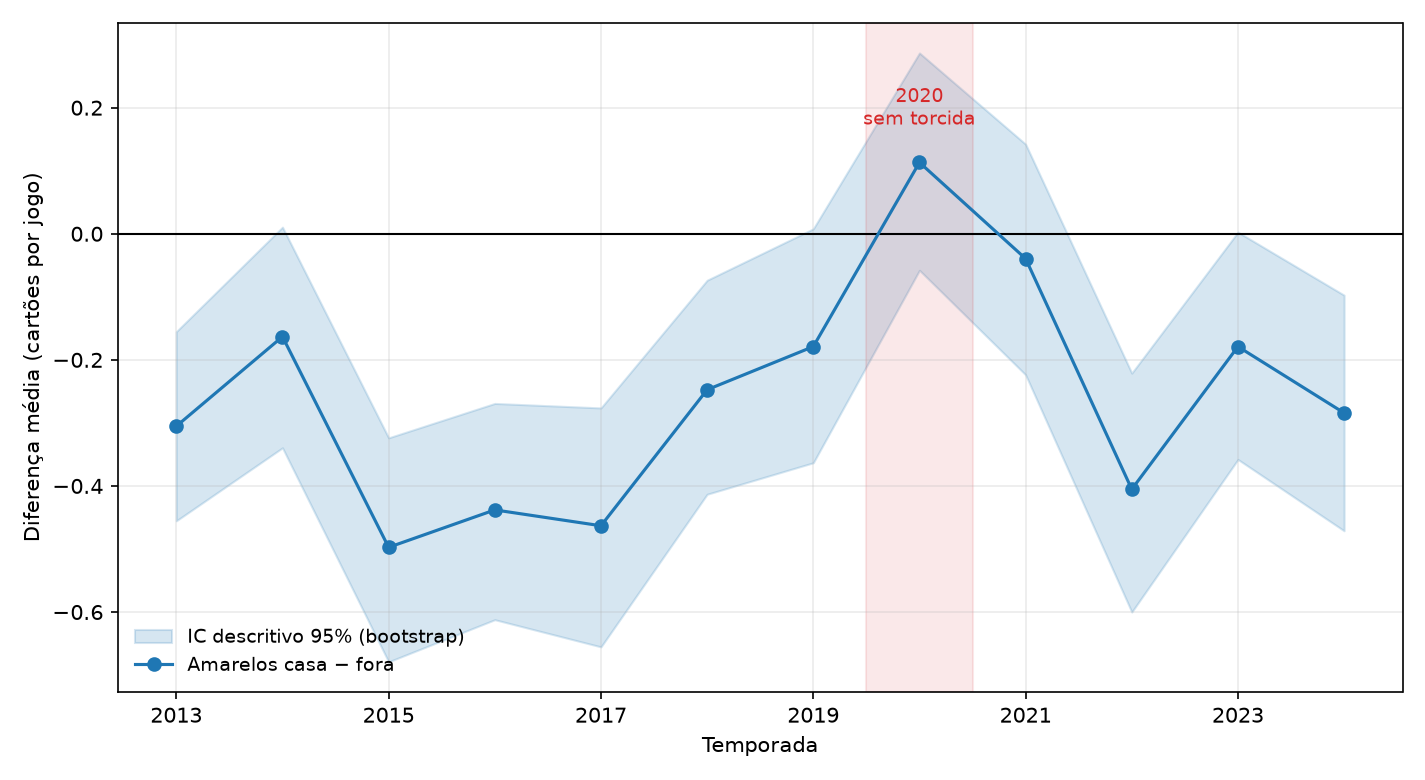 2020
sem torcida
0.2
0.0
−0.2
−0.4
−0.6
Diferença média (cartões por jogo)
IC descritivo 95% (bootstrap)
Amarelos casa − fora
2013
2015
2017
2019
2021
2023
Temporada